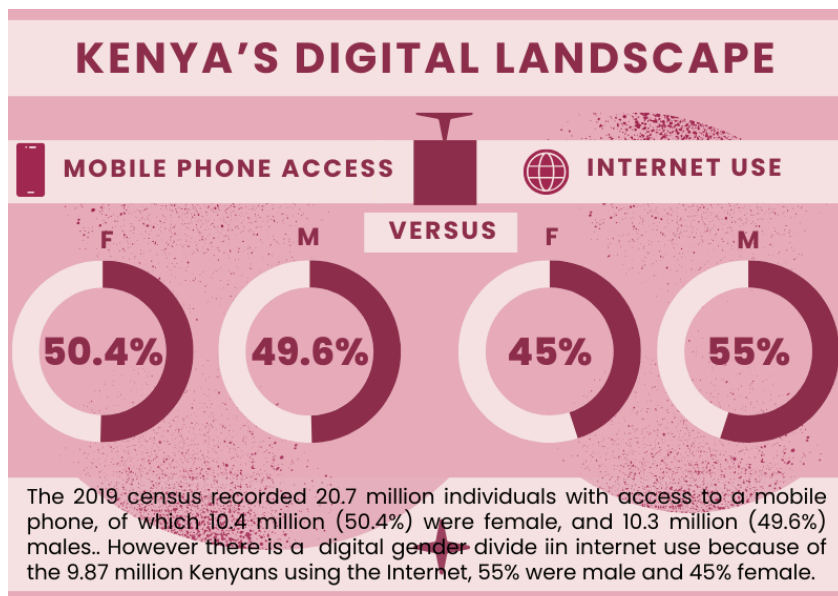 KENYA'S DIGITAL LANDSCAPE
MOBILE PHONE ACCESS
INTERNET USE
VERSUS
F
M
F
M
50.4%
49.6%
45%
55%
The 2019 census recorded 20.7 million individuals with access to a mobile
phone, of which 10.4 million (50.4%) were female, and 10.3 million (49.6%)
males.. However there is a digital gender divide iin internet use because of
the 9.87 million Kenyans using the Internet, 55% were male and 45% female.